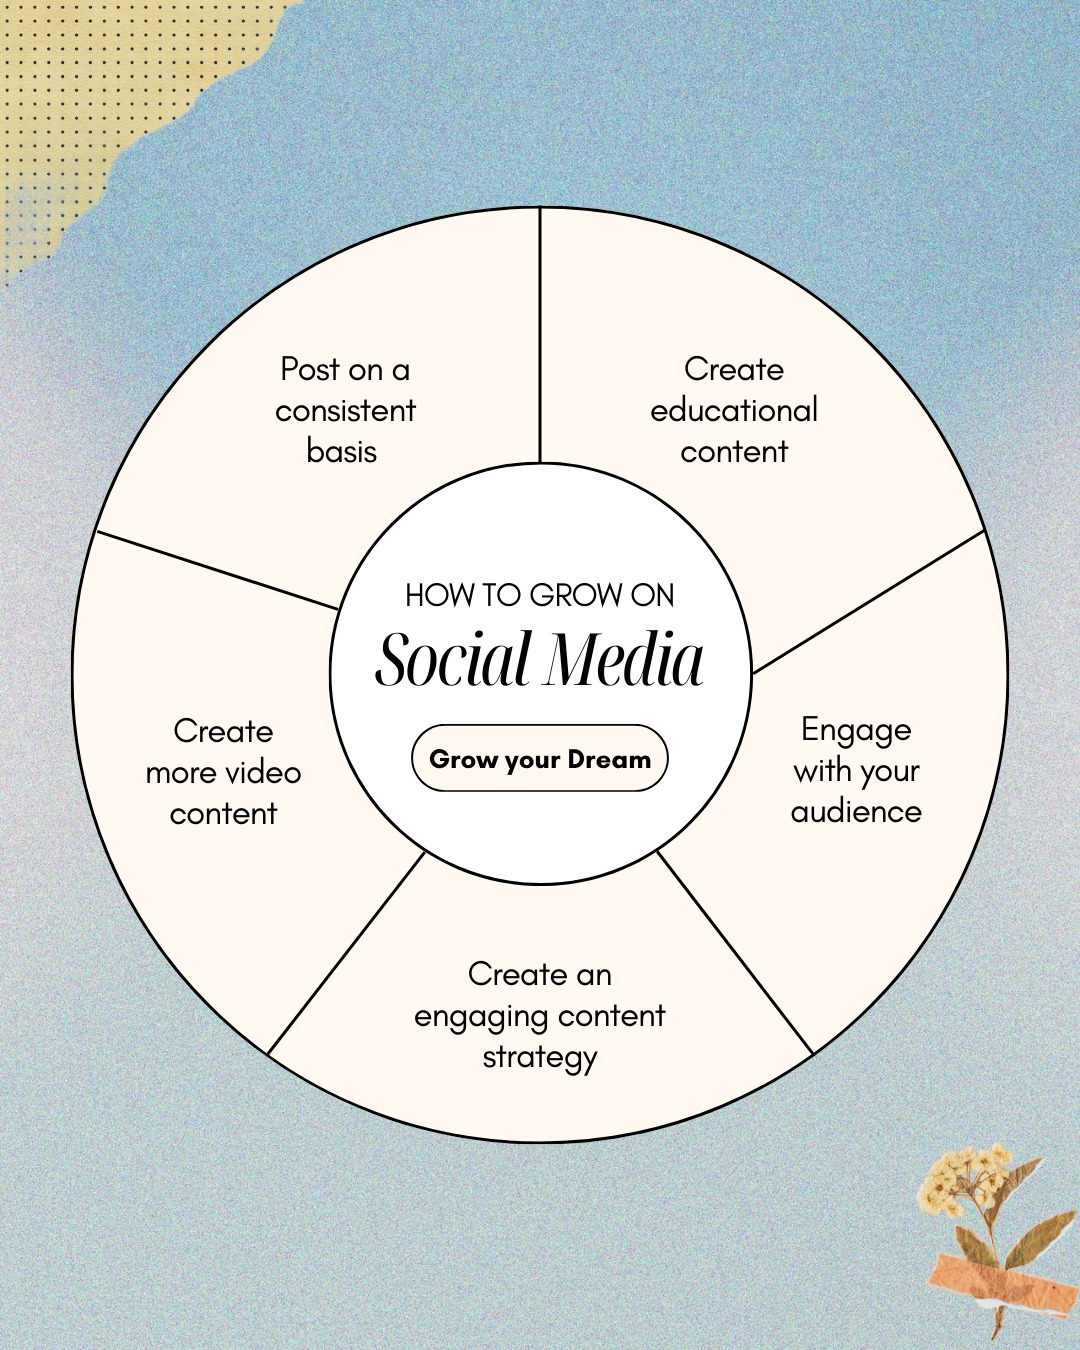 Post on a
consistent
basis
Create
educational
content
HOW TO GROW ON
Social Media
Grow your Dream
Create
more video
content
Engage
with your
audience
Create an
engaging content
strategy